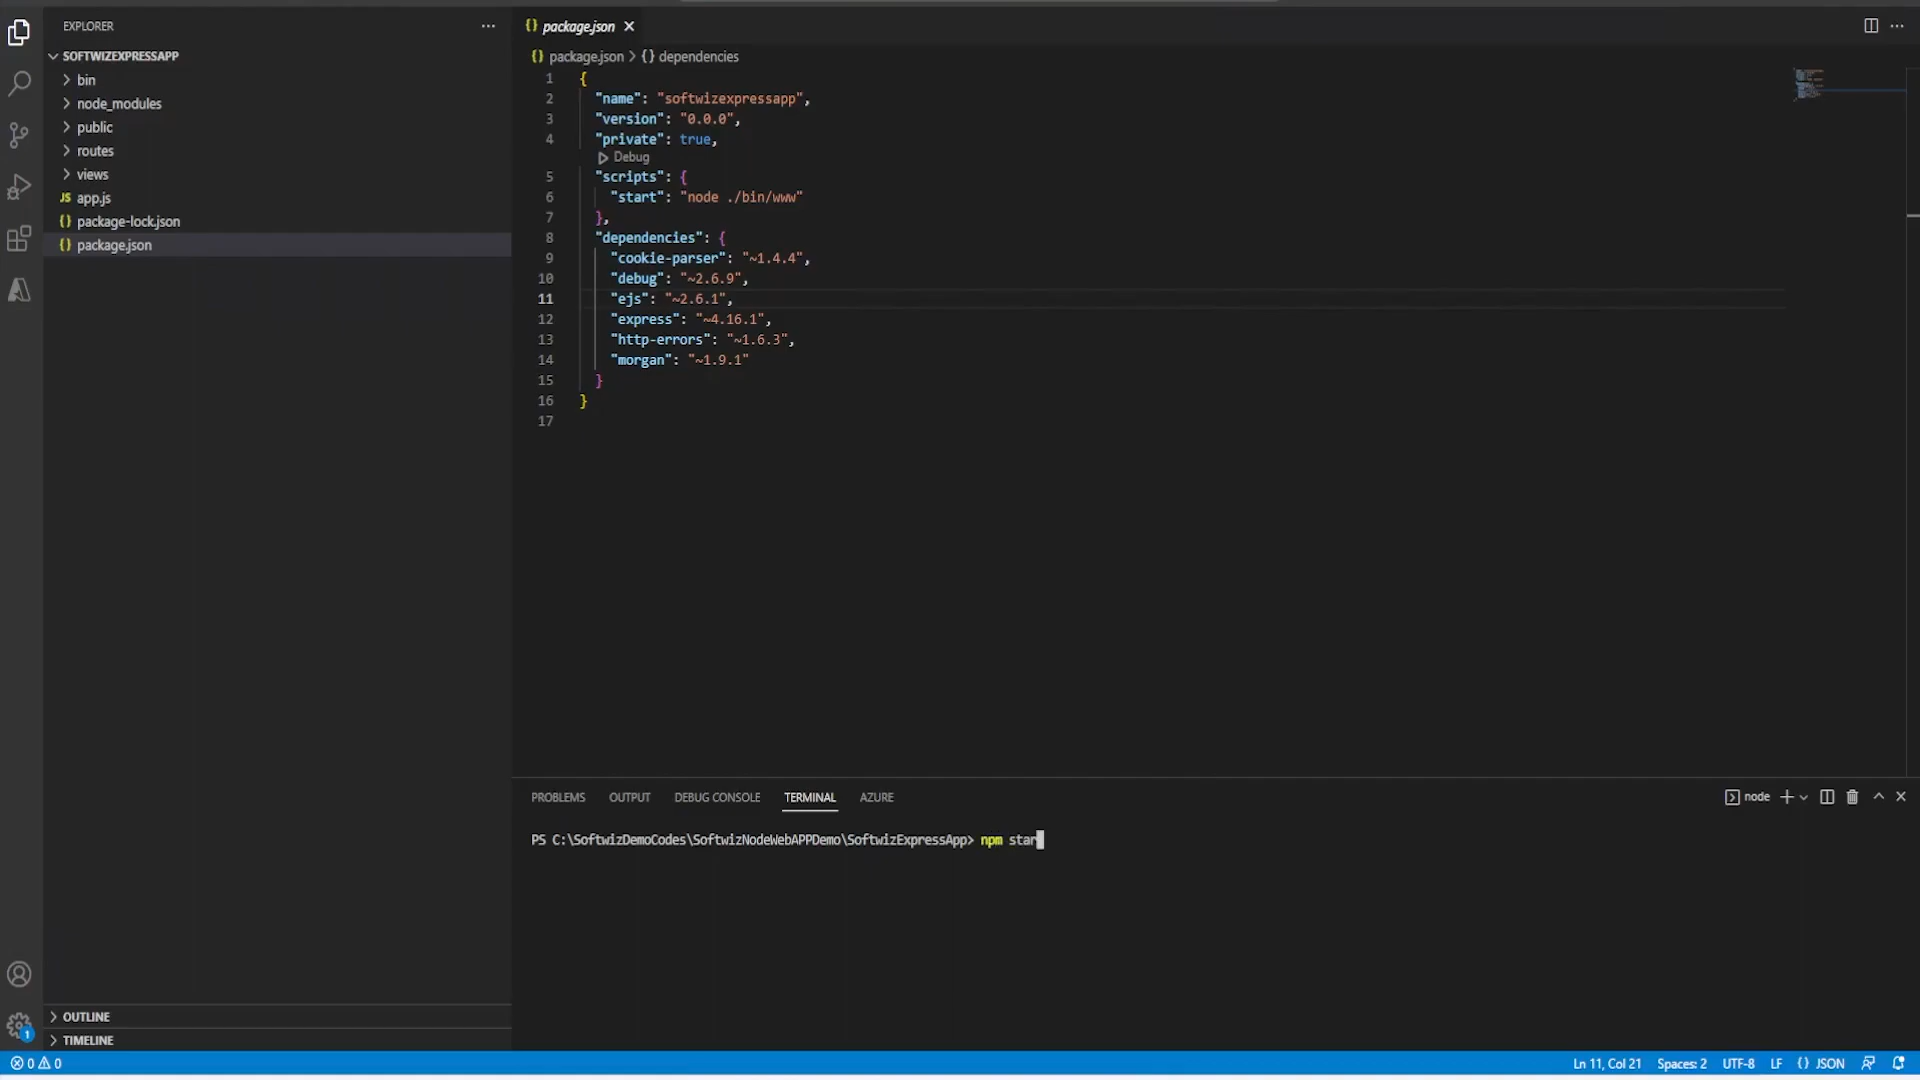 EXPLORER
SOFTWIZEXPRESSAPP
bin
node_modules
public
routes
views
JS app.js
{} package-lock.json
{} package.json
OUTLINE
TIMELINE
{} package.json
{} package.json > {} dependencies
1 {
2 "name": "softwizexpressapp",
3 "version": "0.0.0",
4 "private": true,
Debug
5 "scripts": {
6 "start": "node ./bin/www"
7 },
8 "dependencies": {
9 "cookie-parser": "~1.4.4",
10 "debug": "~2.6.9",
11 "ejs": "~2.6.1",
12 "express": "~4.16.1",
13 "http-errors": "~1.6.3",
14 "morgan": "~1.9.1"
15 }
16 }
17
PROBLEMS OUTPUT DEBUG CONSOLE TERMINAL AZURE node
PS C:\SoftwizDemoCodes\SoftwizNodeWebAPPDemo\SoftwizExpressApp> npm star
1
0 0 Ln 11, Col 21 Spaces: 2 UTF-8 LF {} JSON